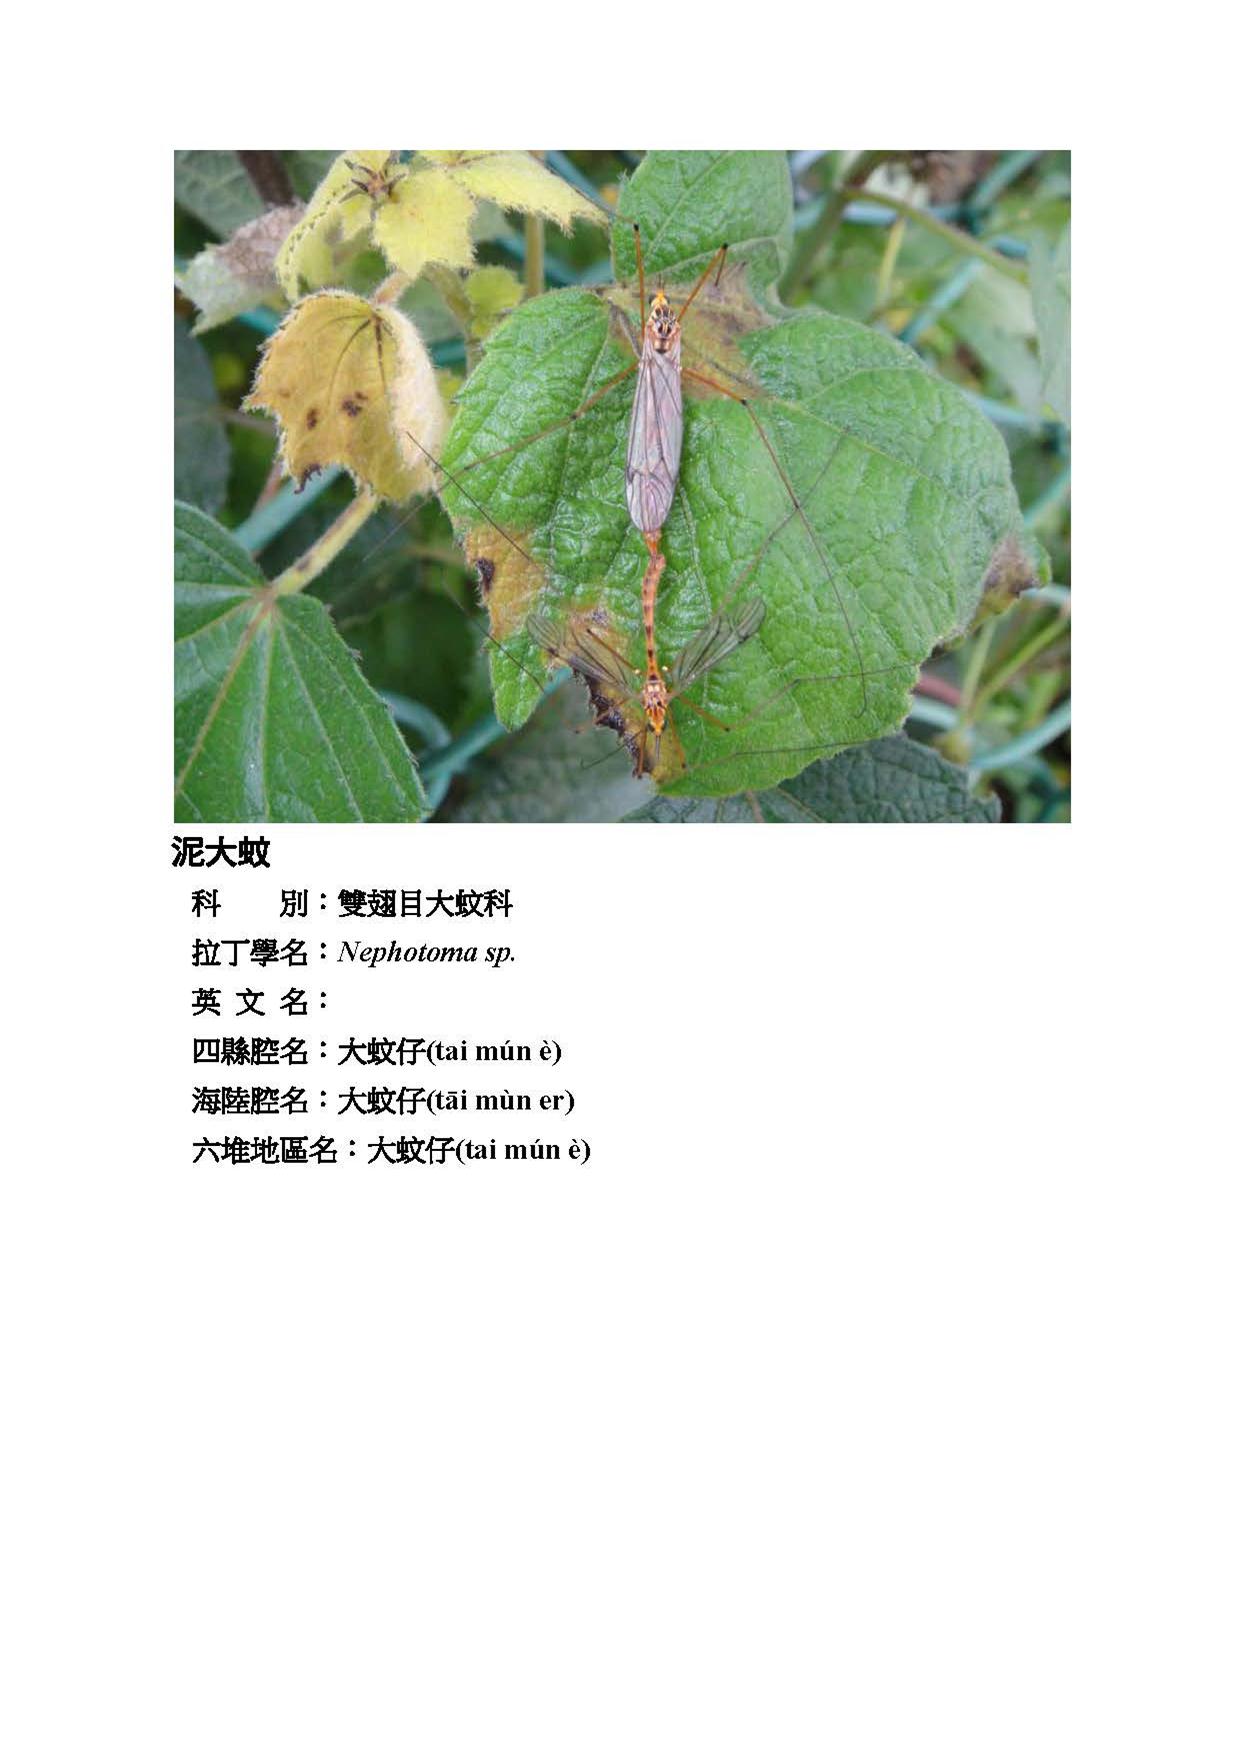 泥大蚊
科　　別：雙翅目大蚊科
拉丁學名：Nephotoma sp.
英 文 名：
四縣腔名：大蚊仔(tai mún è)
海陸腔名：大蚊仔(tāi mùn er)
六堆地區名：大蚊仔(tai mún è)